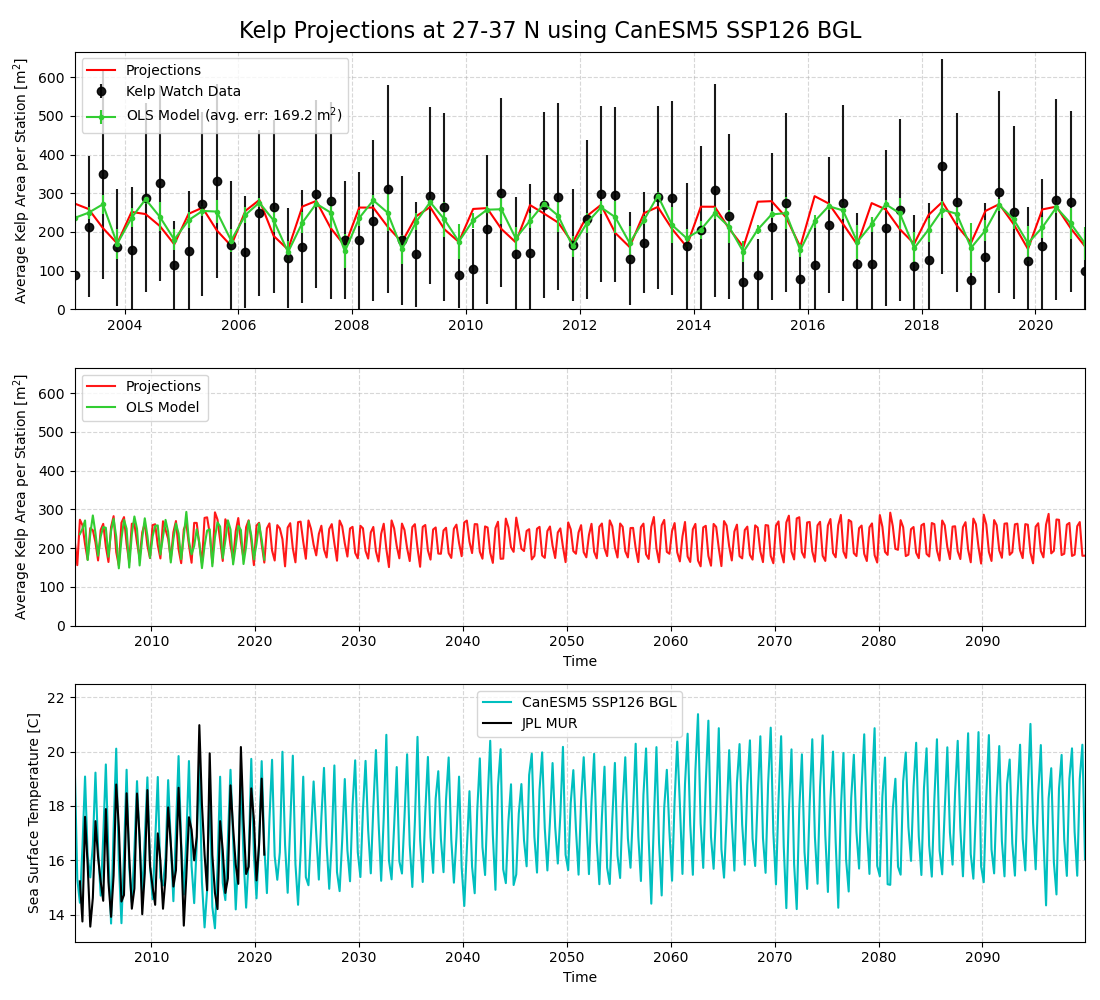 Kelp Projections at 27-37 N using CanESM5 SSP126 BGL
Average Kelp Area per Station [m²]
600
500
400
300
200
100
0
Projections
Kelp Watch Data
OLS Model (avg. err: 169.2 m²)
2004 2006 2008 2010 2012 2014 2016 2018 2020
Average Kelp Area per Station [m²]
600
500
400
300
200
100
0
Projections
OLS Model
2010 2020 2030 2040 2050 2060 2070 2080 2090
Time
Sea Surface Temperature [C]
22
20
18
16
14
CanESM5 SSP126 BGL
JPL MUR
2010 2020 2030 2040 2050 2060 2070 2080 2090
Time